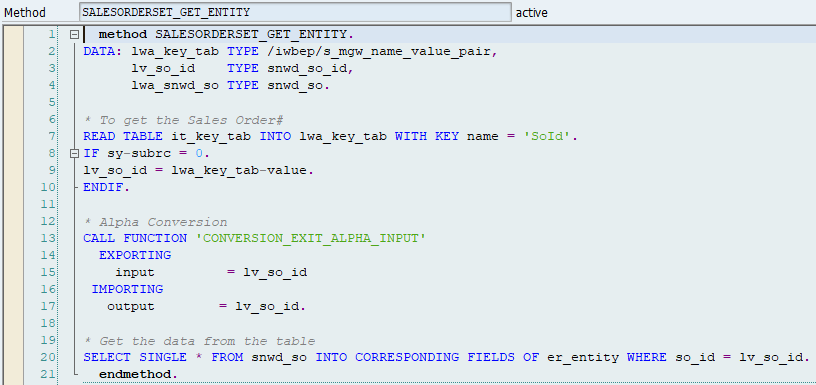 Method SALESORDERSET_GET_ENTITY active
1 method SALESORDERSET_GET_ENTITY.
2 DATA: lwa_key_tab TYPE /iwbep/s_mgw_name_value_pair,
3 lv_so_id TYPE snwd_so_id,
4 lwa_snwd_so TYPE snwd_so.
5
6 * To get the Sales Order#
7 READ TABLE it_key_tab INTO lwa_key_tab WITH KEY name = 'SoId'.
8 IF sy-subrc = 0.
9 lv_so_id = lwa_key_tab-value.
10 ENDIF.
11
12 * Alpha Conversion
13 CALL FUNCTION 'CONVERSION_EXIT_ALPHA_INPUT'
14 EXPORTING
15 input = lv_so_id
16 IMPORTING
17 output = lv_so_id.
18
19 * Get the data from the table
20 SELECT SINGLE * FROM snwd_so INTO CORRESPONDING FIELDS OF er_entity WHERE so_id = lv_so_id.
21 endmethod.